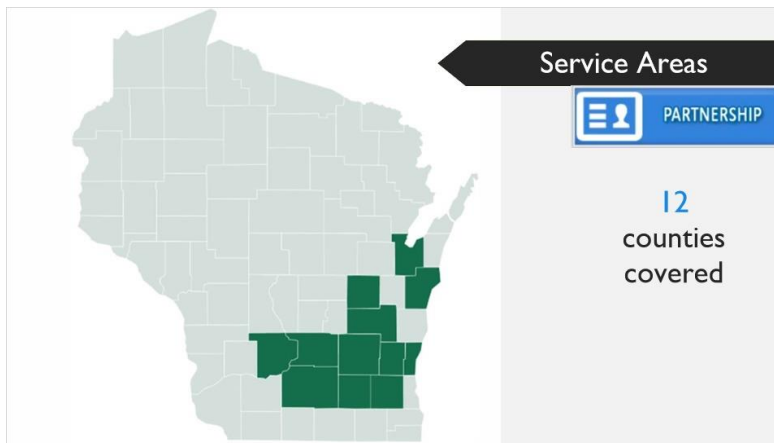 Service Areas
PARTNERSHIP
12
counties
covered